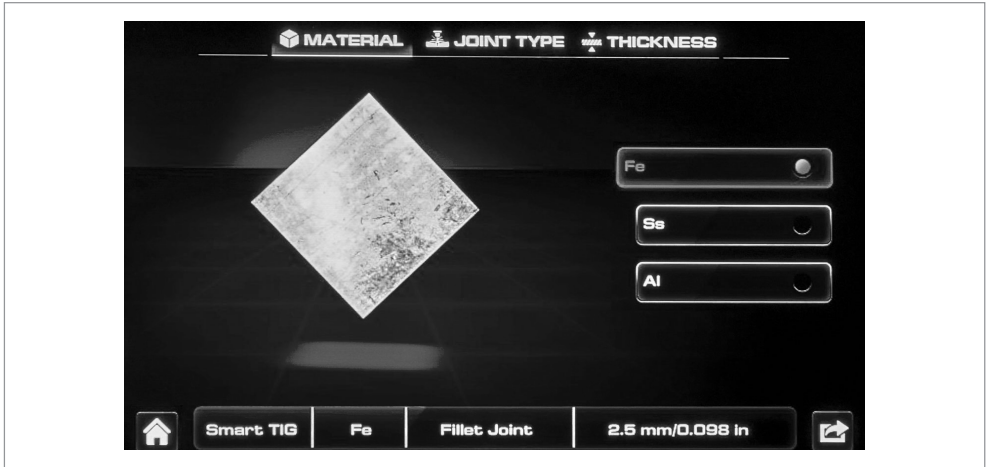 MATERIAL JOINT TYPE THICKNESS
Fe
Ss
Al
Smart TIG Fe Fillet Joint 2.5 mm/0.098 in